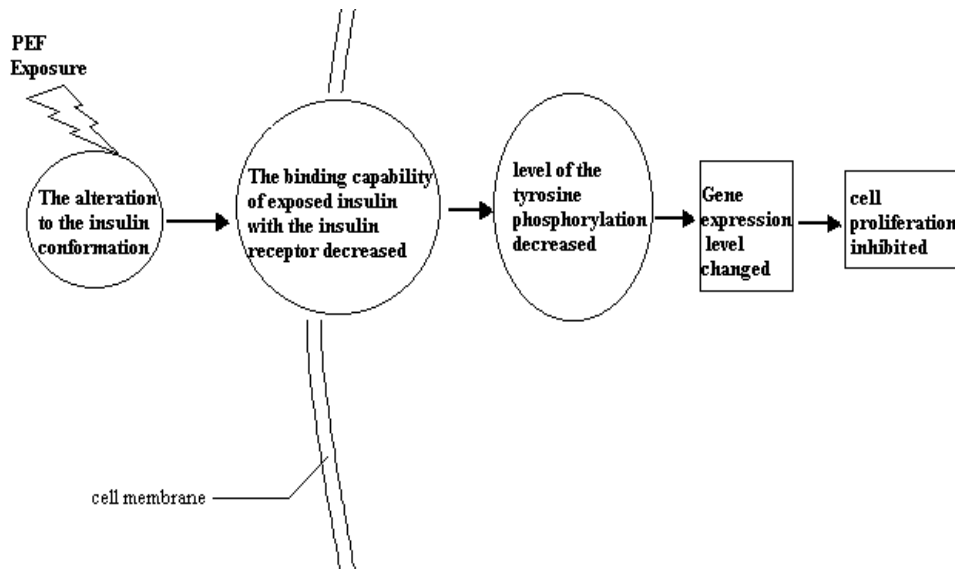 PEF
Exposure
The alteration
to the insulin
conformation
The binding capability
of exposed insulin
with the insulin
receptor decreased
level of the
tyrosine
phosphorylation
decreased
Gene
expression
level
changed
cell
proliferation
inhibited
cell membrane